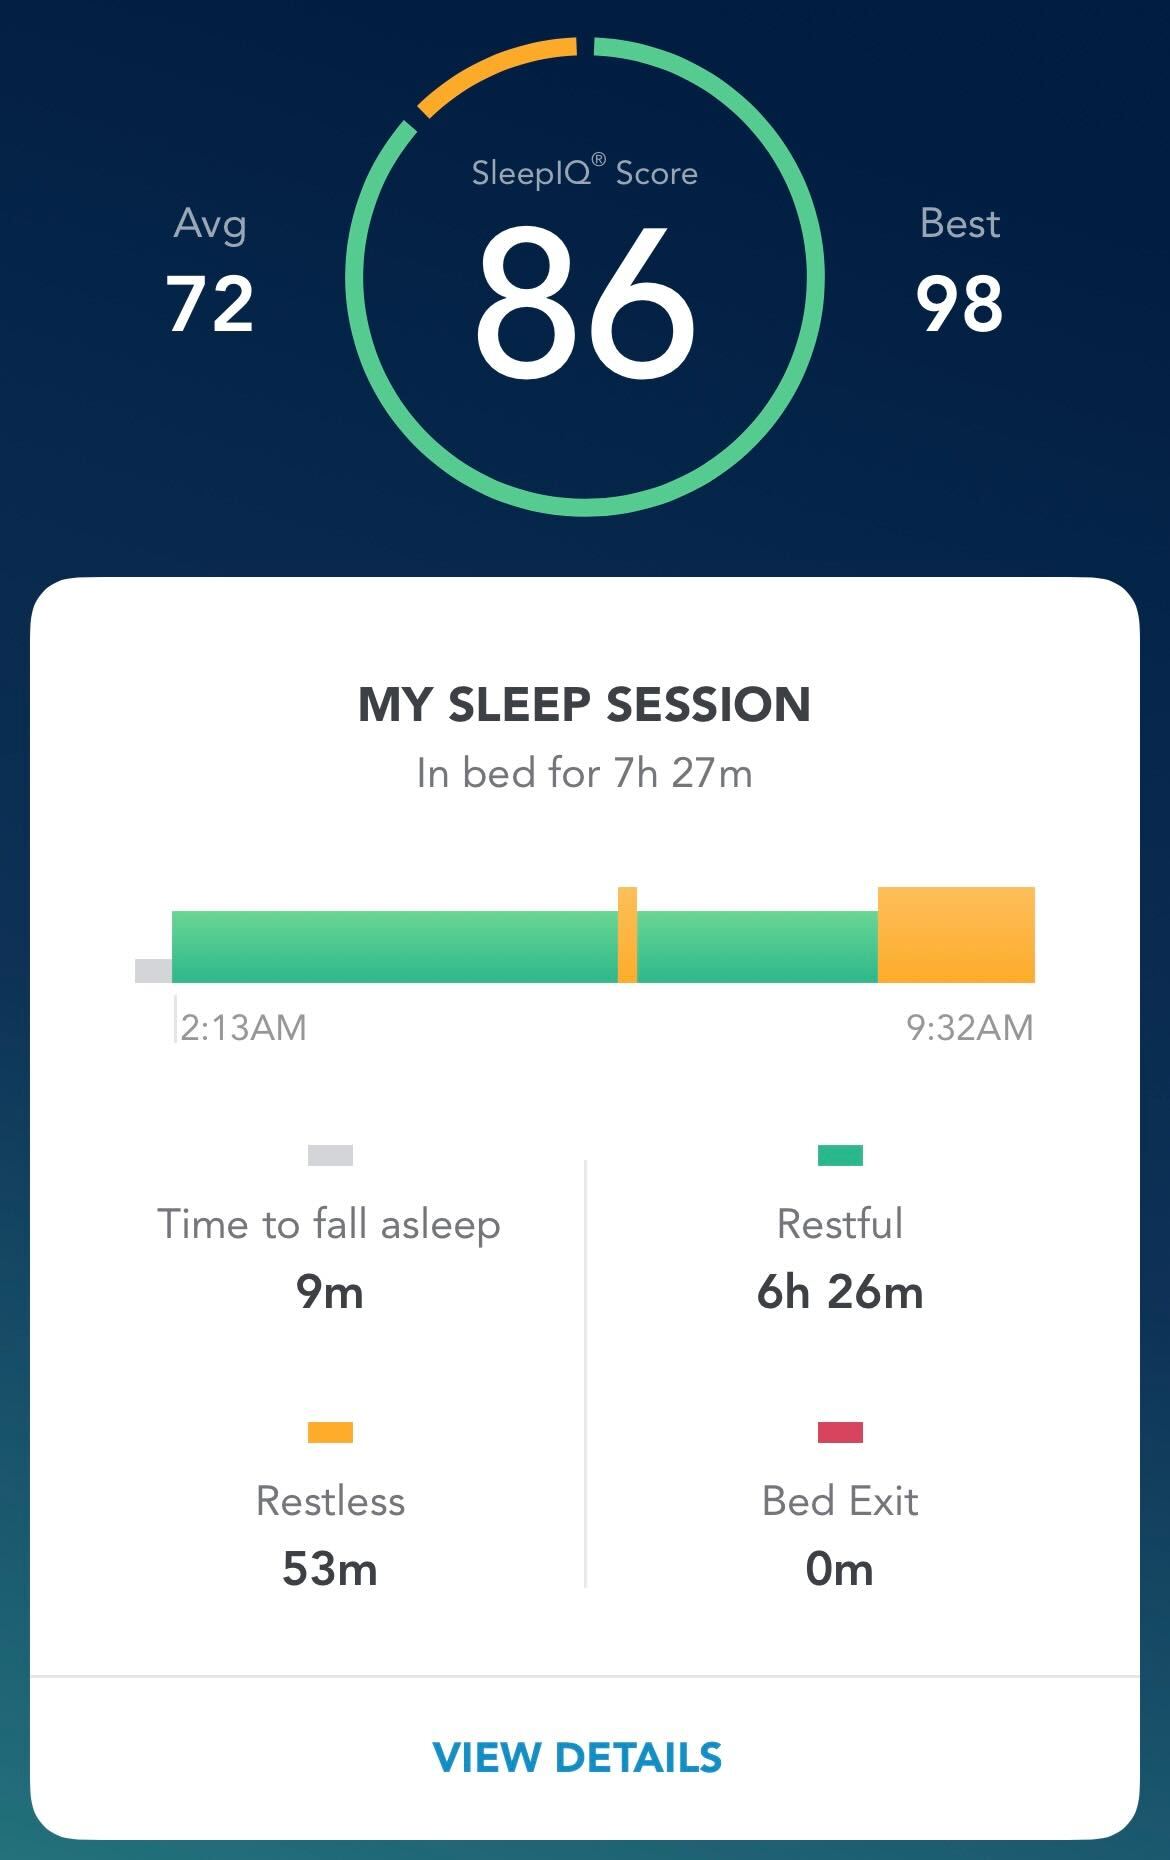 SleepIQ® Score
Avg
72
86
Best
98
MY SLEEP SESSION
In bed for 7h 27m
2:13AM
9:32AM
Time to fall asleep
9m
Restful
6h 26m
Restless
53m
Bed Exit
0m
VIEW DETAILS